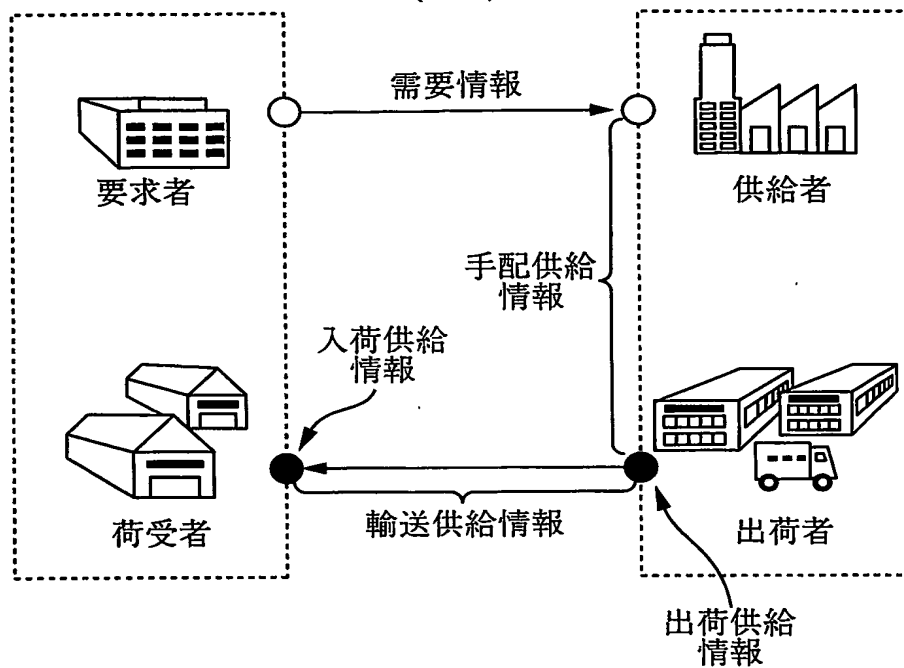 需要情報
要求者
供給者
手配供給
情報
入荷供給
情報
輸送供給情報
荷受者
出荷者
出荷供給
情報